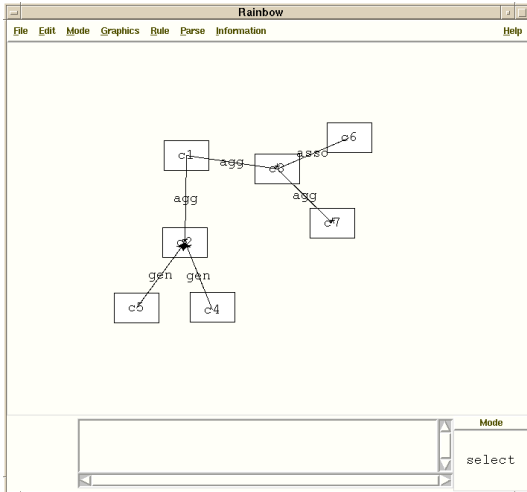 Rainbow
File Edit Mode Graphics Rule Parse Information Help
c6
asso
c1
agg
c3
agg
agg
c7
c2
gen gen
c5
c4
Mode
select